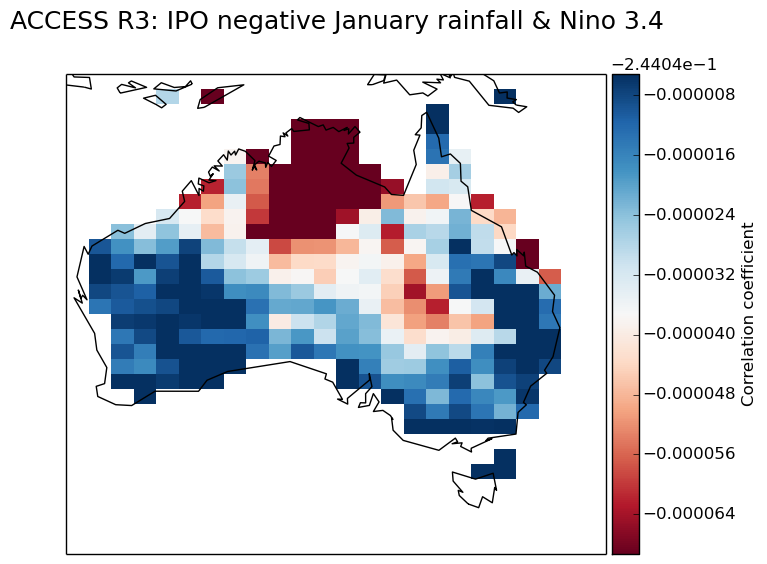 ACCESS R3: IPO negative January rainfall & Nino 3.4
−2.4404e−1
−0.000008
−0.000016
−0.000024
−0.000032
−0.000040
−0.000048
−0.000056
−0.000064
Correlation coefficient